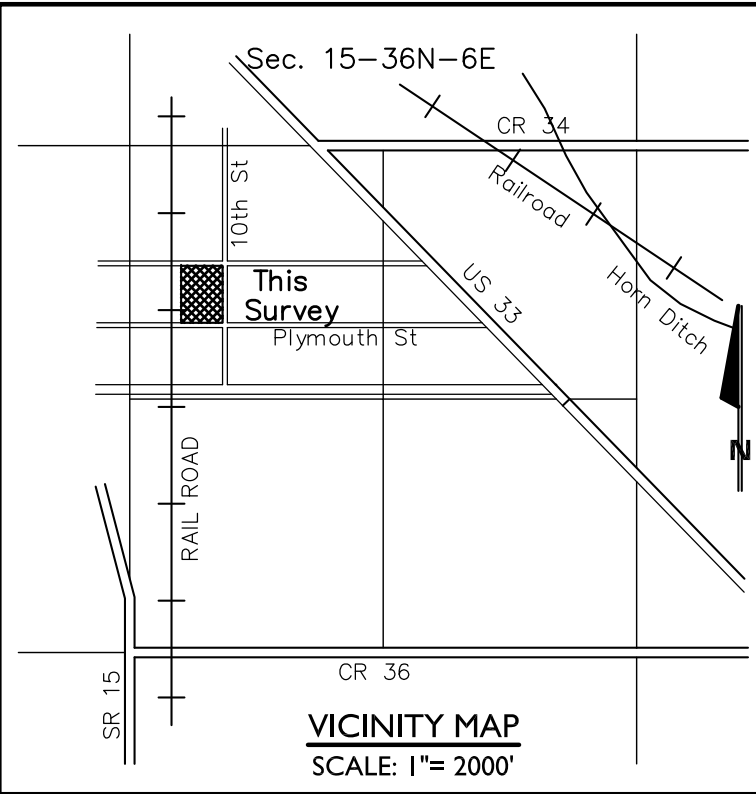 Sec. 15-36N-6E
CR 34
10th St
Railroad
This
Survey
US 33
Horn Ditch
Plymouth St
N
RAIL ROAD
SR 15
CR 36
VICINITY MAP
SCALE: 1"= 2000'